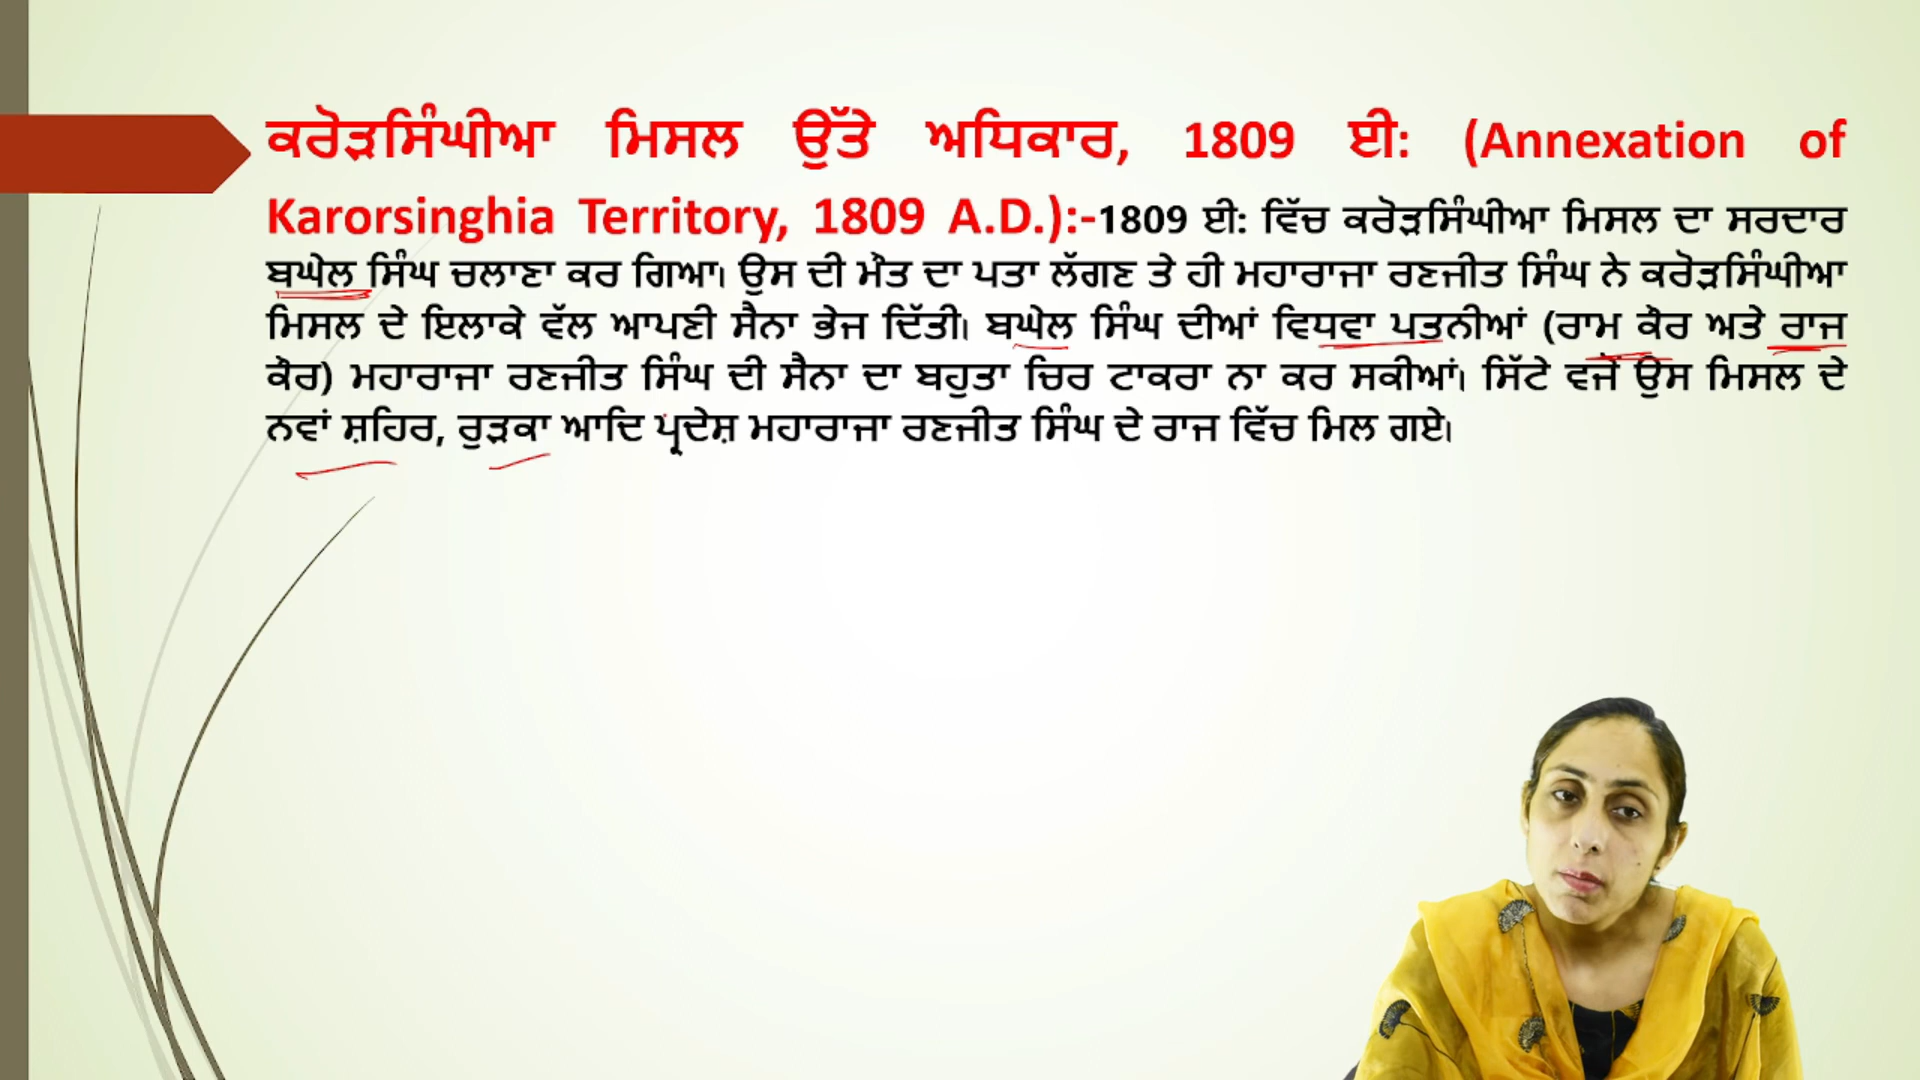 ਕਰੋੜਸਿੰਘੀਆ ਮਿਸਲ ਉੱਤੇ ਅਧਿਕਾਰ, 1809 ਈ: (Annexation of
Karorsinghia Territory, 1809 A.D.):-1809 ਈ: ਵਿੱਚ ਕਰੋੜਸਿੰਘੀਆ ਮਿਸਲ ਦਾ ਸਰਦਾਰ
ਬਘੇਲ ਸਿੰਘ ਚਲਾਣਾ ਕਰ ਗਿਆ। ਉਸ ਦੀ ਮੌਤ ਦਾ ਪਤਾ ਲੱਗਣ ਤੇ ਹੀ ਮਹਾਰਾਜਾ ਰਣਜੀਤ ਸਿੰਘ ਨੇ ਕਰੋੜਸਿੰਘੀਆ
ਮਿਸਲ ਦੇ ਇਲਾਕੇ ਵੱਲ ਆਪਣੀ ਸੈਨਾ ਭੇਜ ਦਿੱਤੀ। ਬਘੇਲ ਸਿੰਘ ਦੀਆਂ ਵਿਧਵਾ ਪਤਨੀਆਂ (ਰਾਮ ਕੌਰ ਅਤੇ ਰਾਜ
ਕੌਰ) ਮਹਾਰਾਜਾ ਰਣਜੀਤ ਸਿੰਘ ਦੀ ਸੈਨਾ ਦਾ ਬਹੁਤਾ ਚਿਰ ਟਾਕਰਾ ਨਾ ਕਰ ਸਕੀਆਂ। ਸਿੱਟੇ ਵਜੋਂ ਉਸ ਮਿਸਲ ਦੇ
ਨਵਾਂ ਸ਼ਹਿਰ, ਰੁੜਕਾ ਆਦਿ ਪ੍ਰਦੇਸ਼ ਮਹਾਰਾਜਾ ਰਣਜੀਤ ਸਿੰਘ ਦੇ ਰਾਜ ਵਿੱਚ ਮਿਲ ਗਏ।